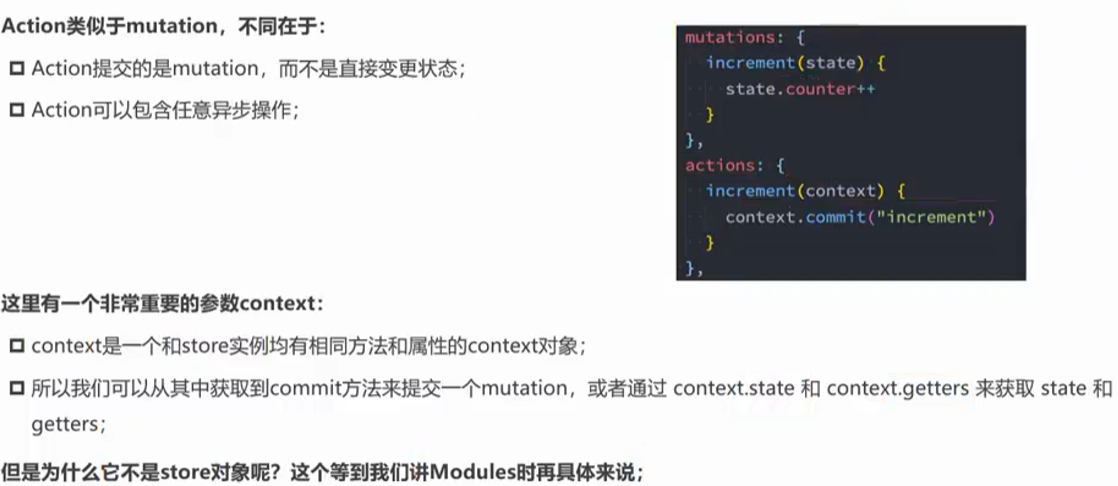 Action类似于mutation，不同在于：
Action提交的是mutation，而不是直接变更状态；
Action可以包含任意异步操作；
mutations: {
increment(state) {
state.counter++
}
},
actions: {
increment(context) {
context.commit("increment")
}
},
这里有一个非常重要的参数context：
context是一个和store实例均有相同方法和属性的context对象；
所以我们可以从其中获取到commit方法来提交一个mutation，或者通过 context.state 和 context.getters 来获取 state 和
getters；
但是为什么它不是store对象呢？这个等到我们讲Modules时再具体来说；